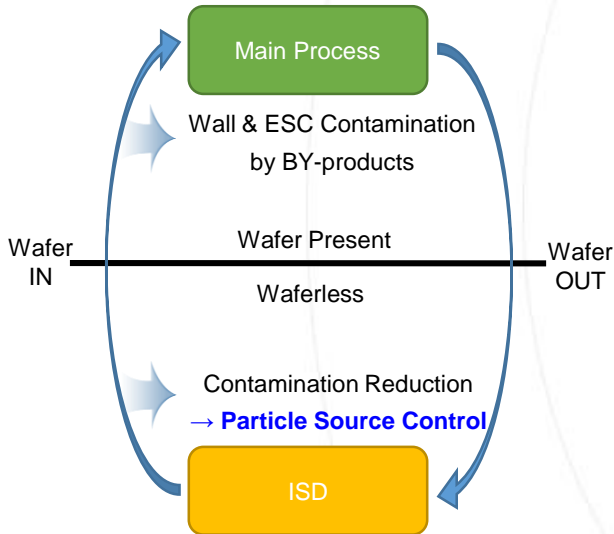 Main Process
Wall & ESC Contamination
by BY-products
Wafer
IN
Wafer Present
Wafer
OUT
Waferless
Contamination Reduction
→ Particle Source Control
ISD